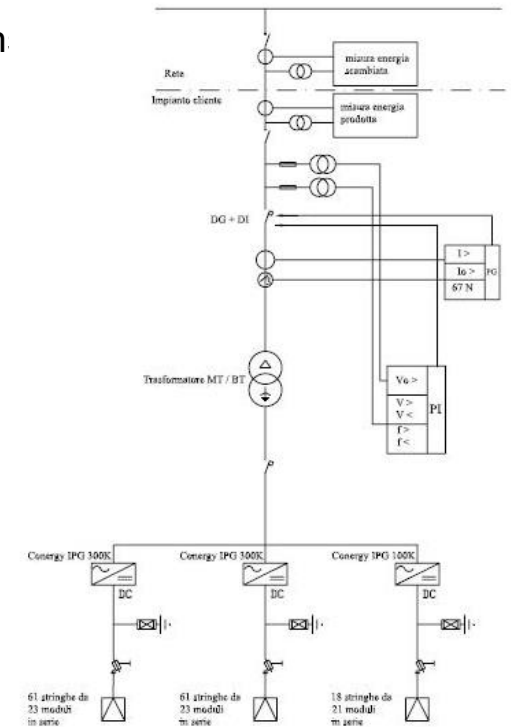 n
misura energia
scambiata
Rete
Impianto cliente
misura energia
prodotta
DG + DI
I >
Io >
67 N
PG
Trasformatore MT / BT
Vo >
V >
V <
f >
f <
PI
Conergy IPG 300K
Conergy IPG 300K
Conergy IPG 100K
DC
DC
DC
61 stringhe da
23 moduli
in serie
61 stringhe da
23 moduli
in serie
18 stringhe da
21 moduli
in serie